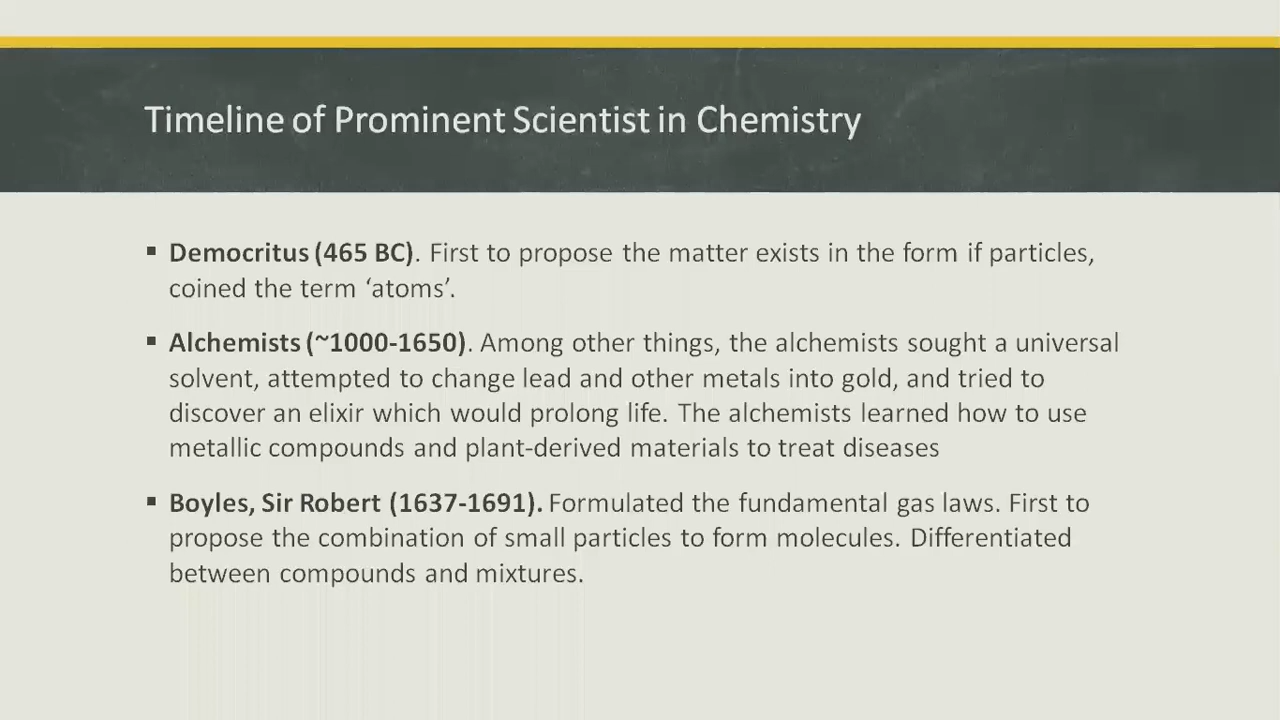 Timeline of Prominent Scientist in Chemistry
▪ Democritus (465 BC). First to propose the matter exists in the form if particles,
coined the term ‘atoms’.
▪ Alchemists (~1000-1650). Among other things, the alchemists sought a universal
solvent, attempted to change lead and other metals into gold, and tried to
discover an elixir which would prolong life. The alchemists learned how to use
metallic compounds and plant-derived materials to treat diseases
▪ Boyles, Sir Robert (1637-1691). Formulated the fundamental gas laws. First to
propose the combination of small particles to form molecules. Differentiated
between compounds and mixtures.